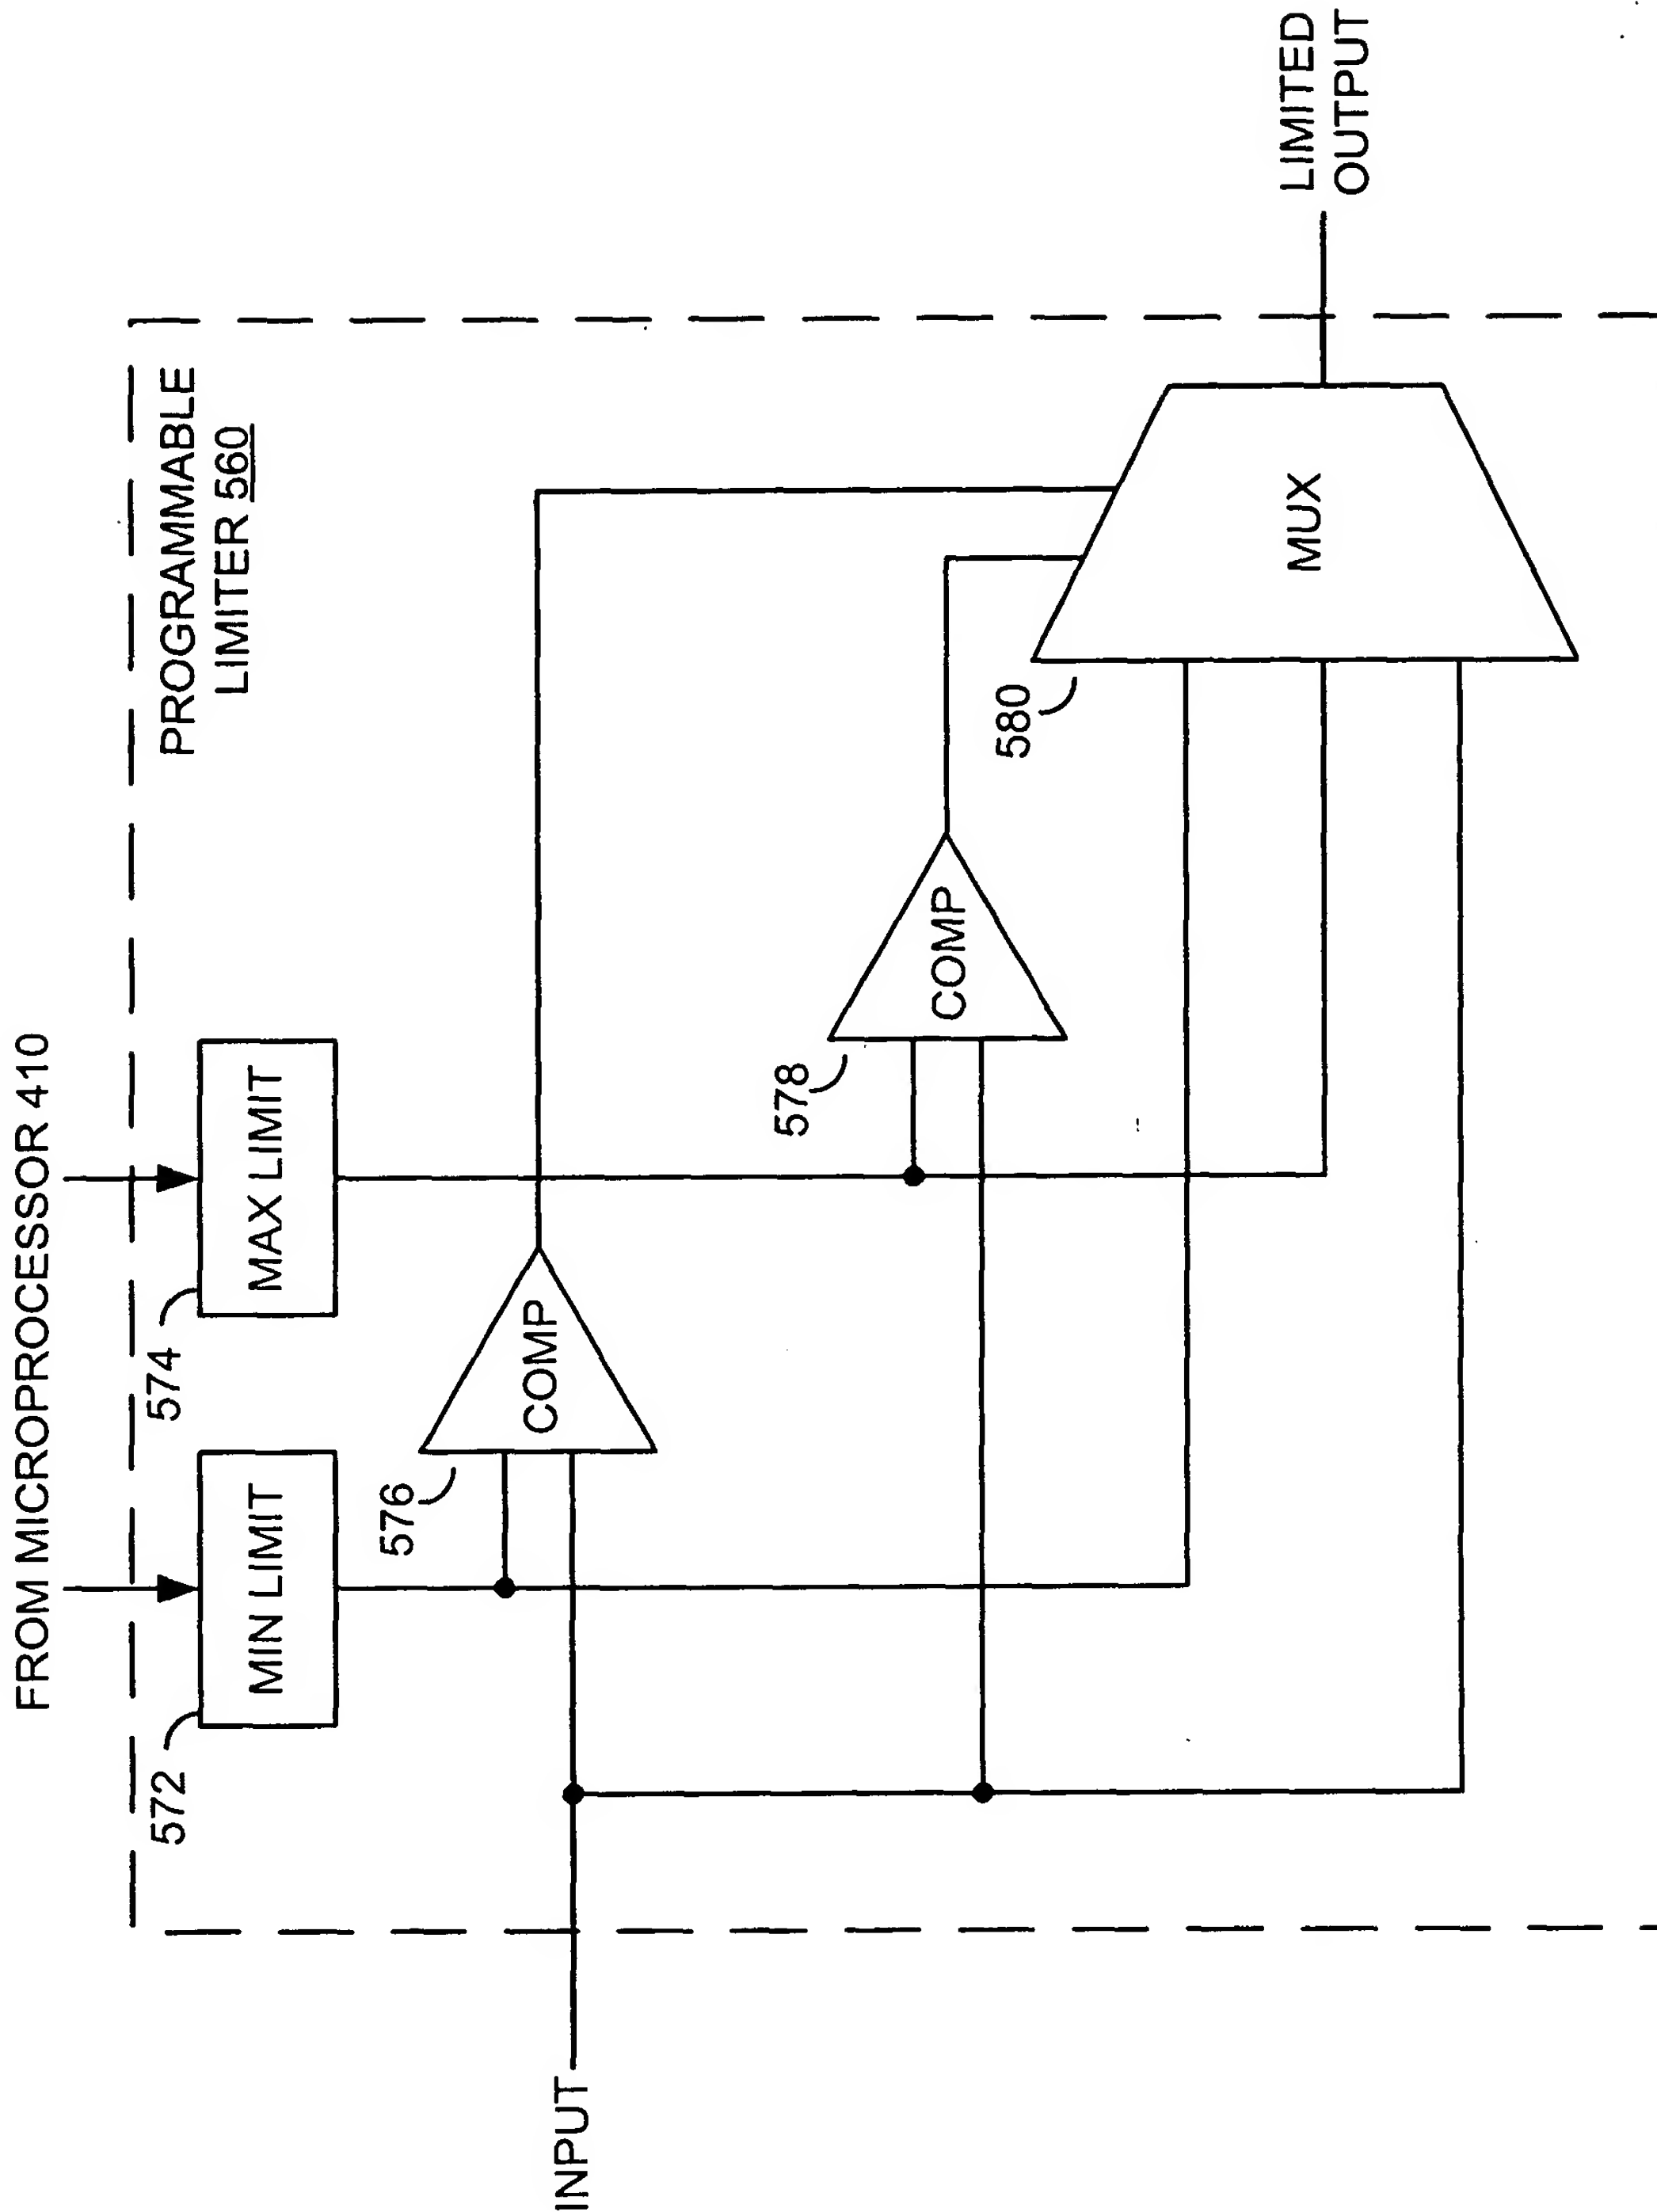 FROM MICROPROCESSOR 410
PROGRAMMABLE
LIMITER 560
572
MIN LIMIT
574
MAX LIMIT
576
COMP
INPUT
578
COMP
580
MUX
LIMITED
OUTPUT